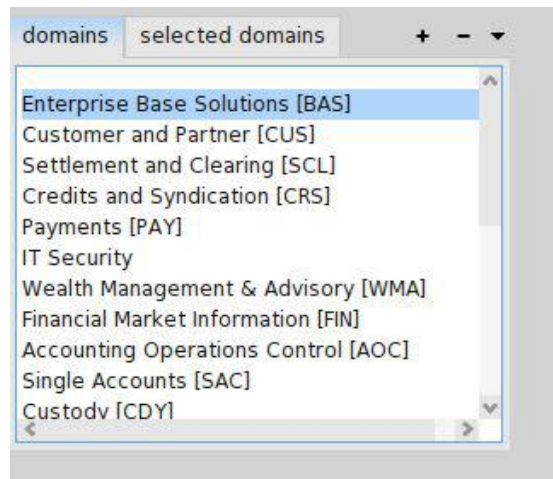 domains selected domains + - 
Enterprise Base Solutions [BAS]
Customer and Partner [CUS]
Settlement and Clearing [SCL]
Credits and Syndication [CRS]
Payments [PAY]
IT Security
Wealth Management & Advisory [WMA]
Financial Market Information [FIN]
Accounting Operations Control [AOC]
Single Accounts [SAC]
Custody [CDY]